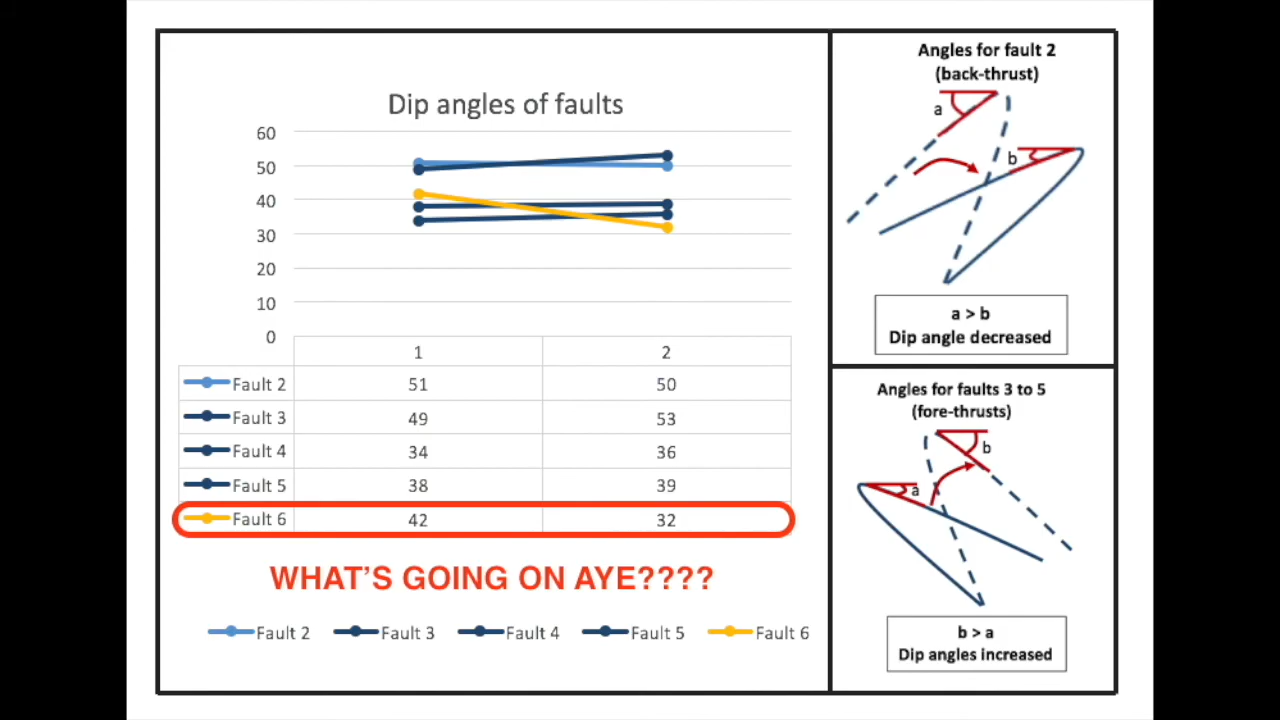 Dip angles of faults
60
50
40
30
20
10
0
1 2
Fault 2 51 50
Fault 3 49 53
Fault 4 34 36
Fault 5 38 39
Fault 6 42 32
WHAT'S GOING ON AYE????
Fault 2 Fault 3 Fault 4 Fault 5 Fault 6
Angles for fault 2
(back-thrust)
a
b
a > b
Dip angle decreased
Angles for faults 3 to 5
(fore-thrusts)
b
a
b > a
Dip angles increased